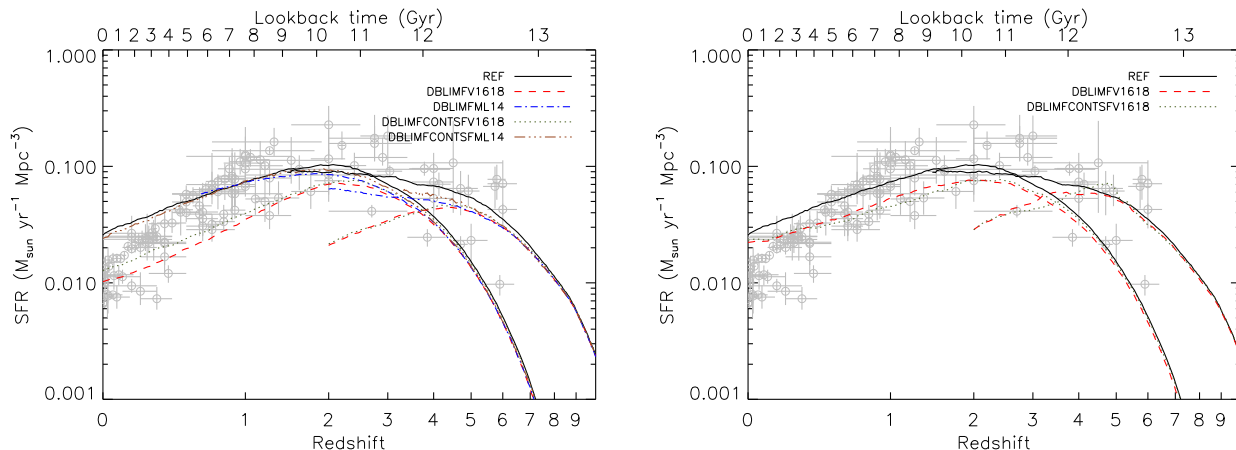 Lookback time (Gyr)
0 1 2 3 4 5 6 7 8 9 10 11 12 13
1.000
0.100
0.010
0.001
SFR (M_sun yr^-1 Mpc^-3)
REF
DBLIMFV1618
DBLIMFML14
DBLIMFCONTSFV1618
DBLIMFCONTSFML14
0 1 2 3 4 5 6 7 8 9
Redshift
Lookback time (Gyr)
0 1 2 3 4 5 6 7 8 9 10 11 12 13
1.000
0.100
0.010
0.001
SFR (M_sun yr^-1 Mpc^-3)
REF
DBLIMFV1618
DBLIMFCONTSFV1618
0 1 2 3 4 5 6 7 8 9
Redshift